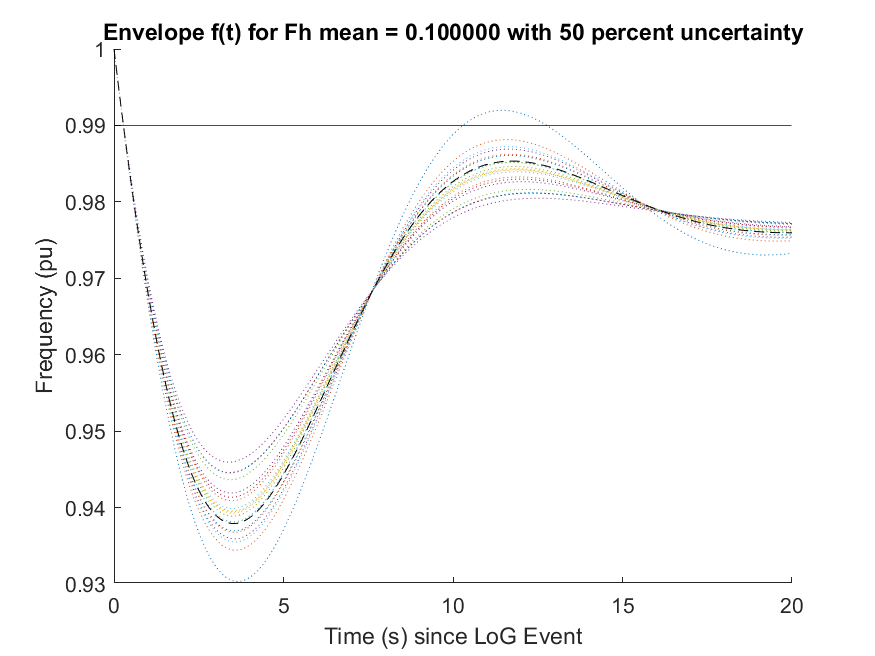 Envelope f(t) for Fh mean = 0.100000 with 50 percent uncertainty
1
0.99
0.98
0.97
0.96
0.95
0.94
0.93
Frequency (pu)
0 5 10 15 20
Time (s) since LoG Event